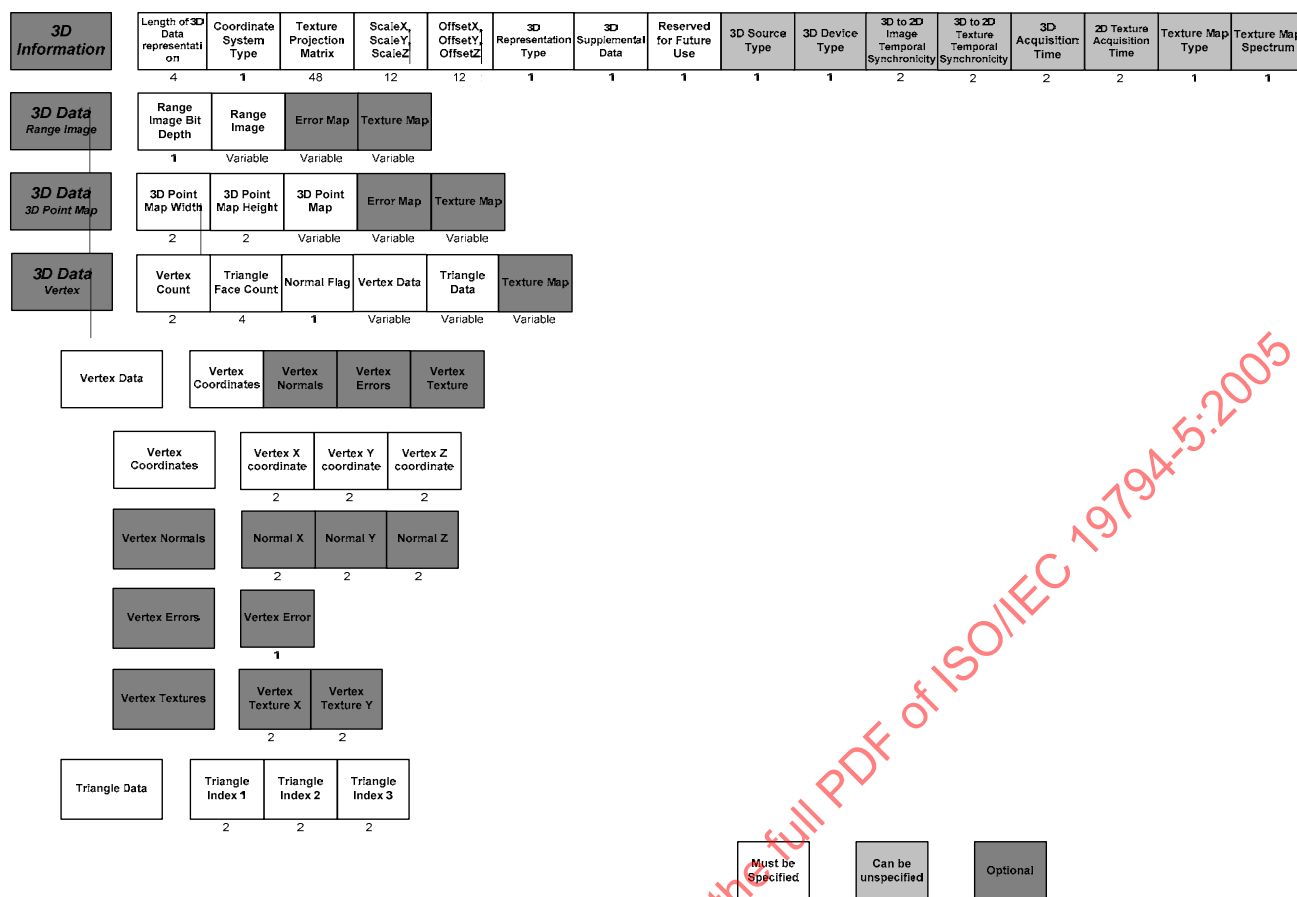 3D Information
Length of 3D Data representati on
Coordinate System Type
Texture Projection Matrix
ScaleX, ScaleY, ScaleZ
OffsetX, OffsetY, OffsetZ
3D Representation Type
3D Supplemental Data
Reserved for Future Use
3D Source Type
3D Device Type
3D to 2D Image Temporal Synchronicity
3D to 2D Texture Temporal Synchronicity
3D Acquisition Time
2D Texture Acquisition Time
Texture Map Type
Texture Map Spectrum
4 1 48 12 12 1 1 1 1 1 2 2 2 2 1 1
3D Data
Range Image
Range Image Bit Depth
Range Image
Error Map
Texture Map
1 Variable Variable Variable
3D Data
3D Point Map
3D Point Map Width
3D Point Map Height
3D Point Map
Error Map
Texture Map
2 2 Variable Variable Variable
3D Data
Vertex
Vertex Count
Triangle Face Count
Normal Flag
Vertex Data
Triangle Data
Texture Map
2 4 1 Variable Variable Variable
Vertex Data
Vertex Coordinates
Vertex Normals
Vertex Errors
Vertex Texture
Vertex Coordinates
Vertex X coordinate
Vertex Y coordinate
Vertex Z coordinate
2 2 2
Vertex Normals
Normal X
Normal Y
Normal Z
2 2 2
Vertex Errors
Vertex Error
1
Vertex Textures
Vertex Texture X
Vertex Texture Y
2 2
Triangle Data
Triangle Index 1
Triangle Index 2
Triangle Index 3
2 2 2
Must be Specified
Can be unspecified
Optional
the full PDF of ISO/IEC 19794-5:2005